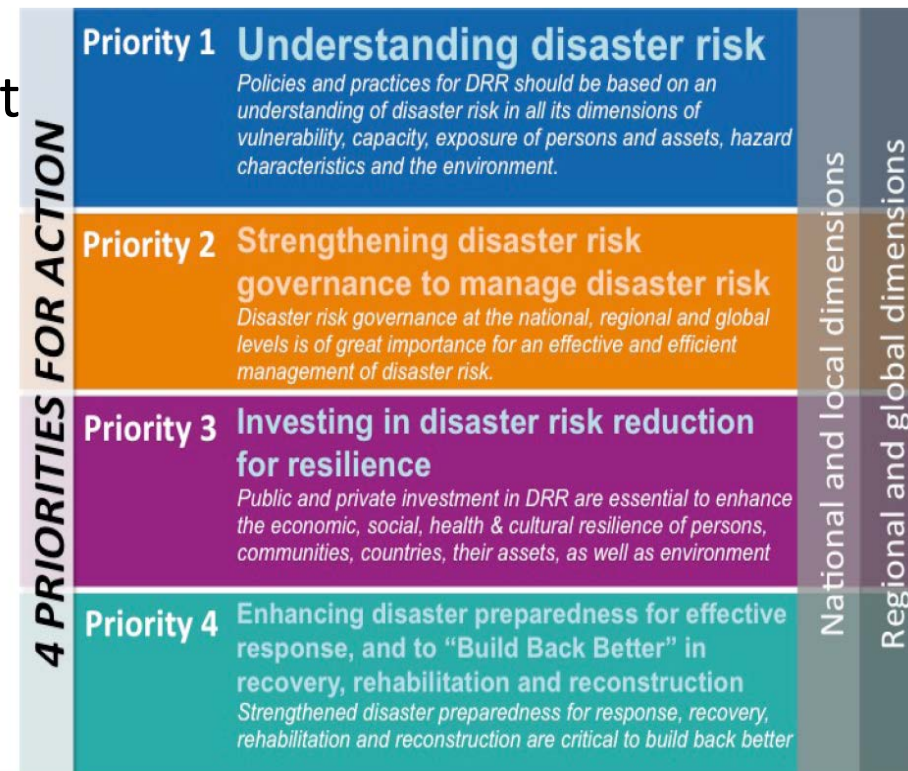 t
4 PRIORITIES FOR ACTION
Priority 1
Understanding disaster risk
Policies and practices for DRR should be based on an
understanding of disaster risk in all its dimensions of
vulnerability, capacity, exposure of persons and assets, hazard
characteristics and the environment.
Priority 2
Strengthening disaster risk
governance to manage disaster risk
Disaster risk governance at the national, regional and global
levels is of great importance for an effective and efficient
management of disaster risk.
Priority 3
Investing in disaster risk reduction
for resilience
Public and private investment in DRR are essential to enhance
the economic, social, health & cultural resilience of persons,
communities, countries, their assets, as well as environment
Priority 4
Enhancing disaster preparedness for effective
response, and to “Build Back Better” in
recovery, rehabilitation and reconstruction
Strengthened disaster preparedness for response, recovery,
rehabilitation and reconstruction are critical to build back better
National and local dimensions
Regional and global dimensions